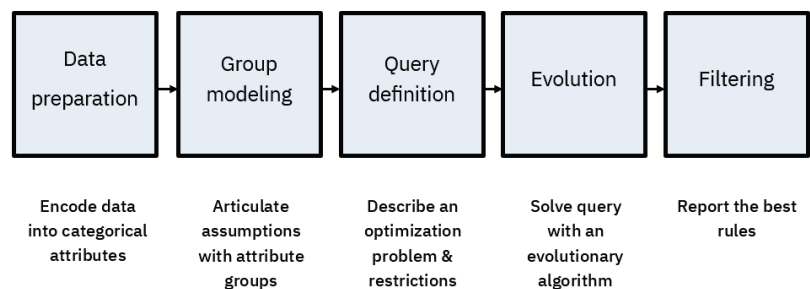 Data
preparation
Group
modeling
Query
definition
Evolution
Filtering
Encode data
into categorical
attributes
Articulate
assumptions
with attribute
groups
Describe an
optimization
problem &
restrictions
Solve query
with an
evolutionary
algorithm
Report the best
rules